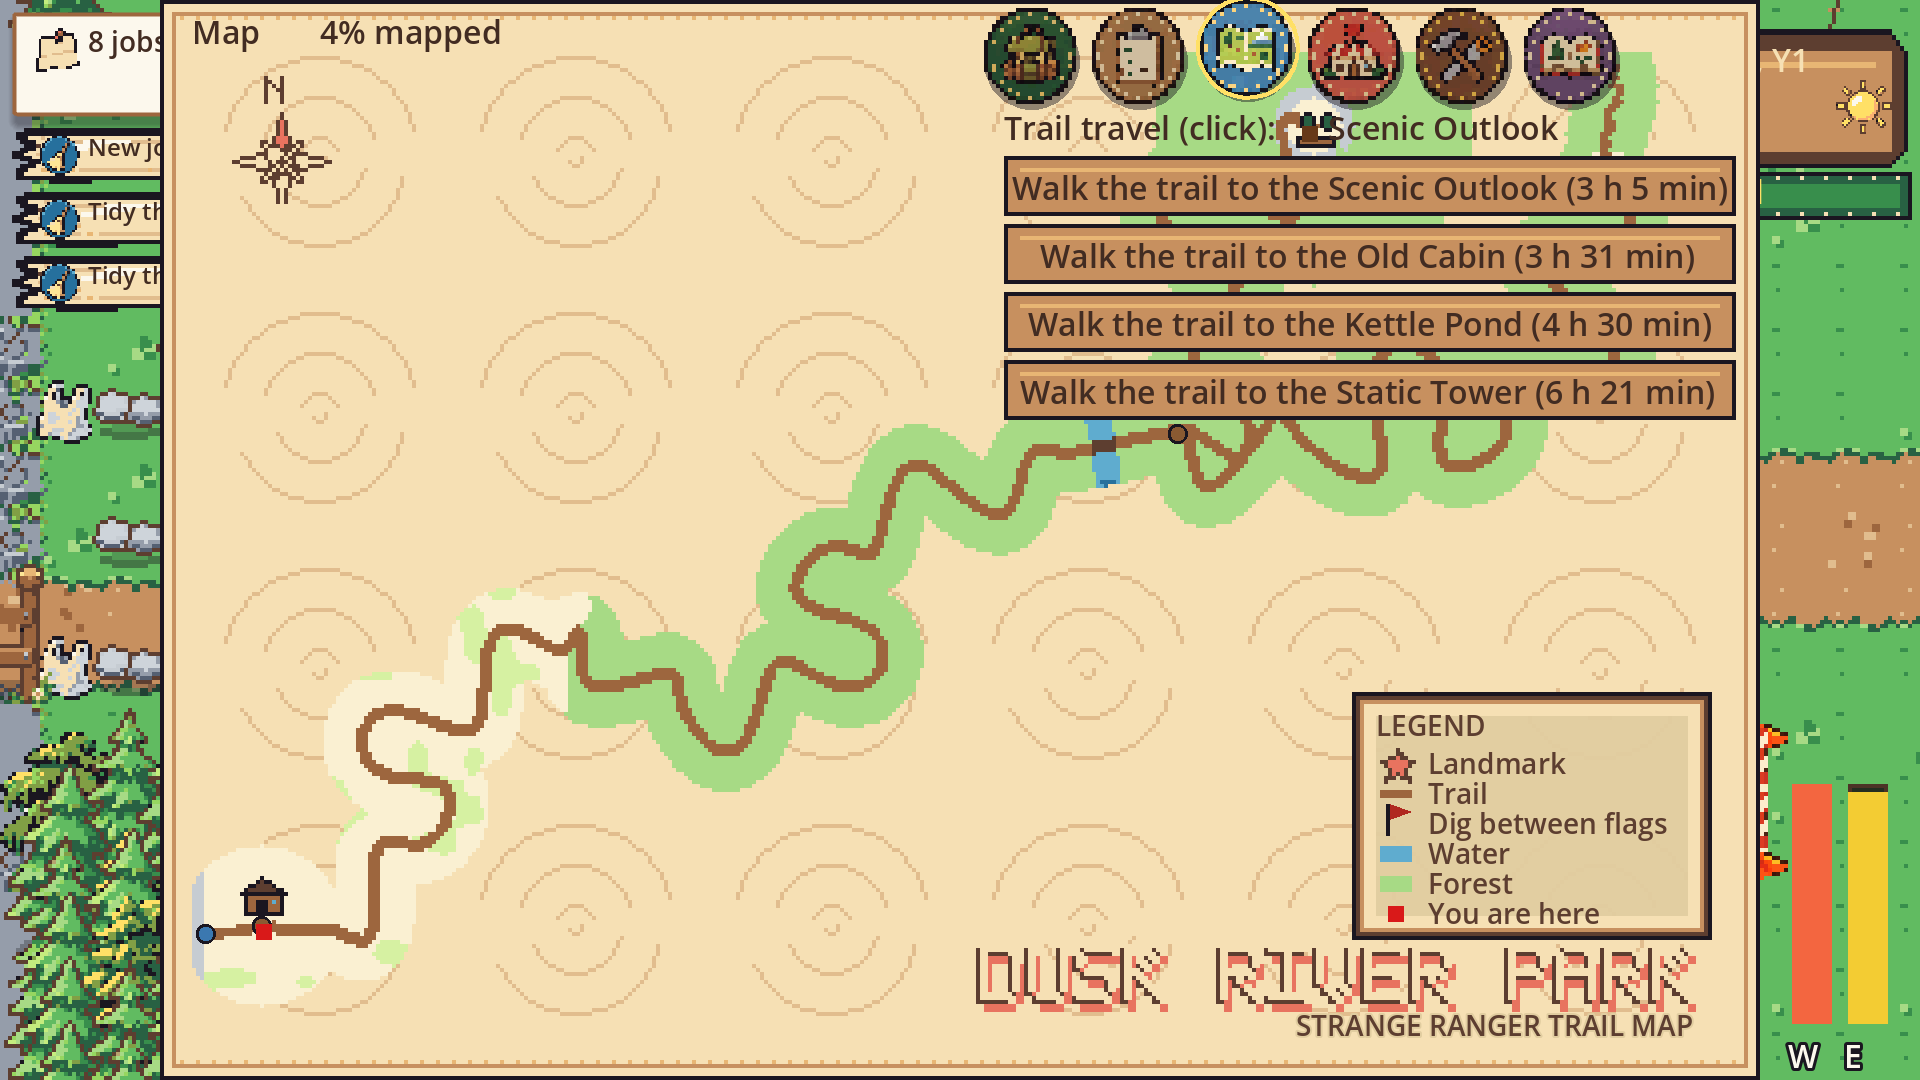 Map 4% mapped
8 jobs
Y1
N
New jo
Trail travel (click): Scenic Outlook
Walk the trail to the Scenic Outlook (3 h 5 min)
Tidy th
Walk the trail to the Old Cabin (3 h 31 min)
Tidy th
Walk the trail to the Kettle Pond (4 h 30 min)
Walk the trail to the Static Tower (6 h 21 min)
LEGEND
Landmark
Trail
Dig between flags
Water
Forest
You are here
DUSK RIVER PARK
STRANGE RANGER TRAIL MAP
W E